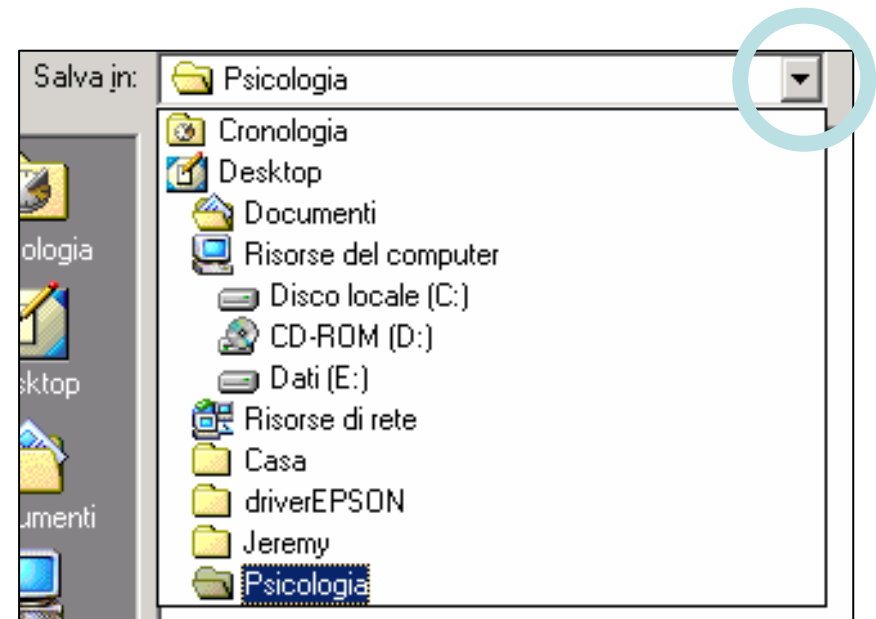 Salva in: Psicologia
Cronologia
Desktop
Documenti
Risorse del computer
Disco locale (C:)
CD-ROM (D:)
Dati (E:)
Risorse di rete
Casa
driverEPSON
Jeremy
Psicologia
ologia
sktop
umenti